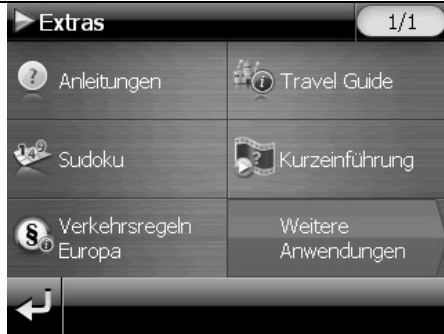 Extras
1/1
Anleitungen
Travel Guide
Sudoku
Kurzeinführung
Verkehrsregeln
Europa
Weitere
Anwendungen